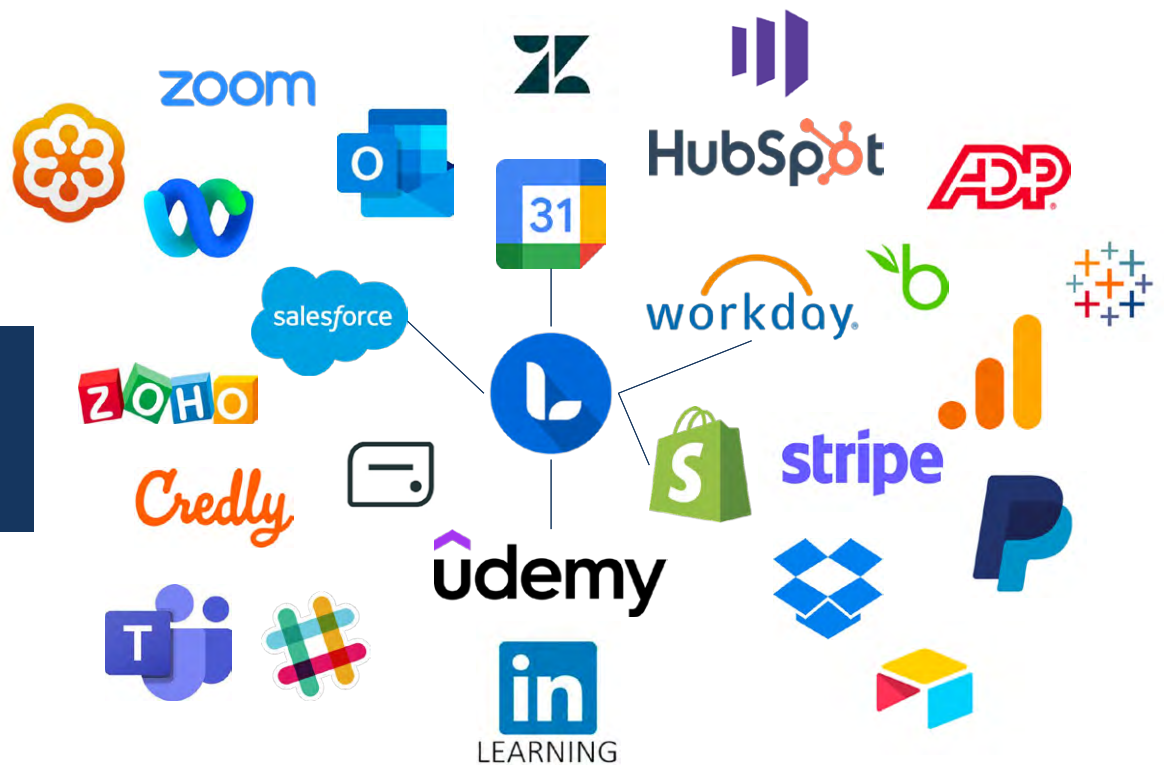 zoom
O
31
HubSpot
ADP
salesforce
workday
b
ZOHO
L
S
stripe
Credly
udemy
T
in
LEARNING